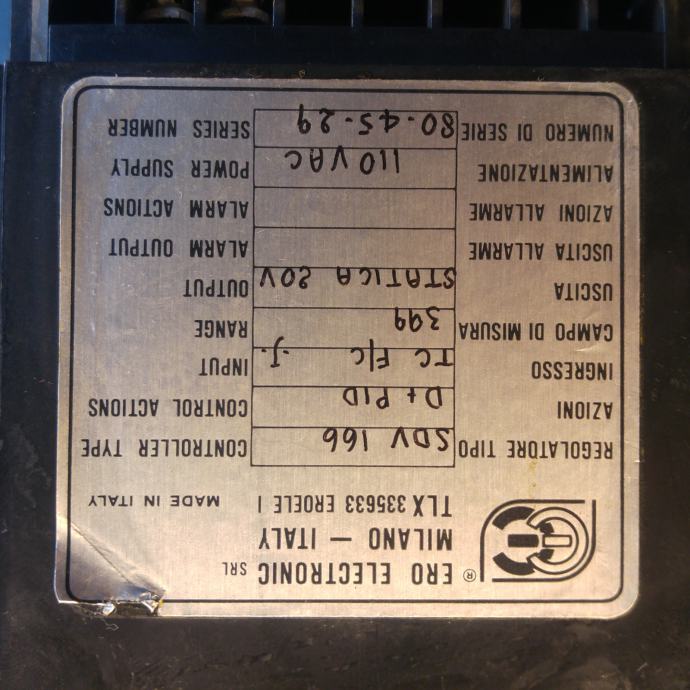 ERO ELECTRONIC SRL
®
MILANO — ITALY
TLX 335633 EROELE I MADE IN ITALY
REGOLATORE TIPO SDV 166 CONTROLLER TYPE
AZIONI D+PID CONTROL ACTIONS
INGRESSO TC F/C J. INPUT
CAMPO DI MISURA 399 RANGE
USCITA STATICA 20V OUTPUT
USCITA ALLARME ALARM OUTPUT
AZIONI ALLARME ALARM ACTIONS
ALIMENTAZIONE 110 VAC POWER SUPPLY
NUMERO DI SERIE 80-45-29 SERIES NUMBER